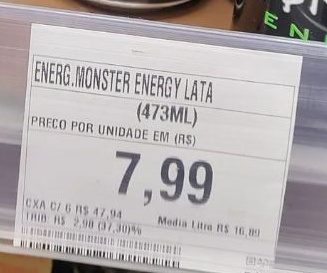 ENERG.MONSTER ENERGY LATA
(473ML)
PRECO POR UNIDADE EM (R$)
7,99
CXA C/ 6 R$ 47,94
Media Litro R$ 16,89
TRIB: R$ 2,98 (37,30)%